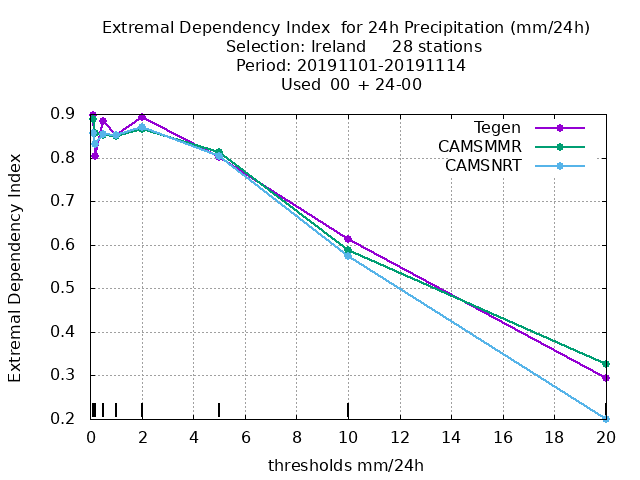 Extremal Dependency Index  for 24h Precipitation (mm/24h)
Selection: Ireland     28 stations
Period: 20191101-20191114
Used  00 + 24-00
Extremal Dependency Index
0.9
0.8
0.7
0.6
0.5
0.4
0.3
0.2
Tegen
CAMSMMR
CAMSNRT
0 2 4 6 8 10 12 14 16 18 20
thresholds mm/24h